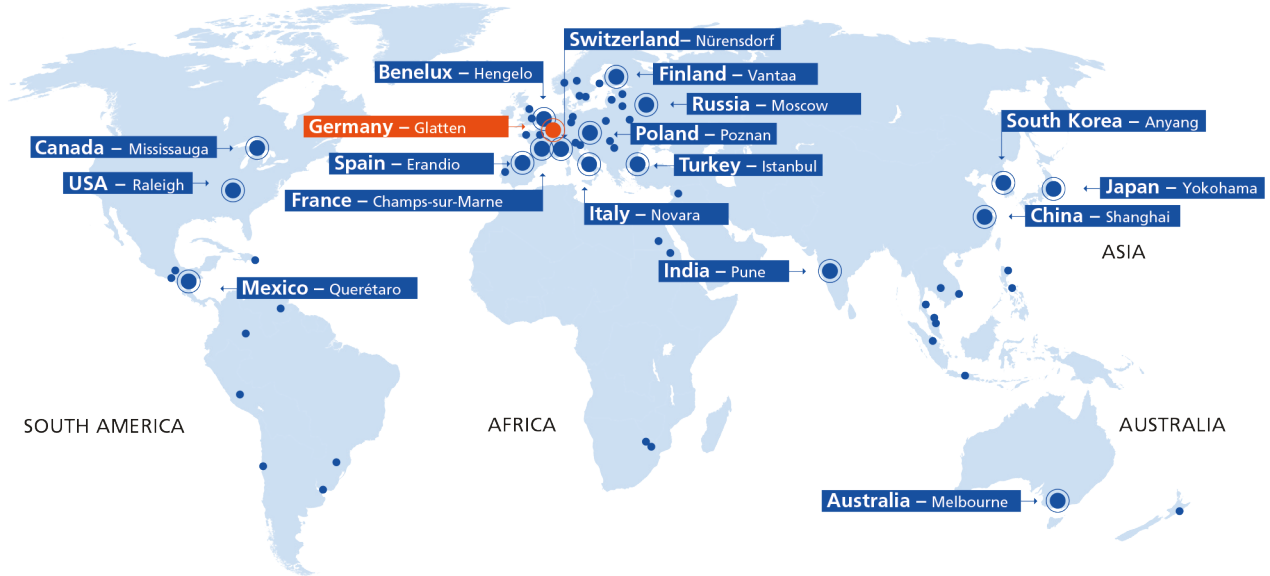 Switzerland– Nürensdorf
Benelux – Hengelo
Finland – Vantaa
Russia – Moscow
Germany – Glatten
South Korea – Anyang
Poland – Poznan
Canada – Mississauga
Spain – Erandio
Turkey – Istanbul
USA – Raleigh
Japan – Yokohama
France – Champs-sur-Marne
Italy – Novara
China – Shanghai
ASIA
India – Pune
Mexico – Querétaro
SOUTH AMERICA
AFRICA
AUSTRALIA
Australia – Melbourne